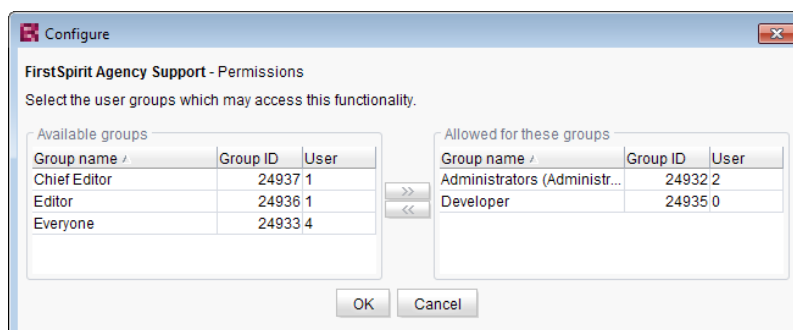 Configure
FirstSpirit Agency Support - Permissions
Select the user groups which may access this functionality.
Available groups
Group name Group ID User
Chief Editor 24937 1
Editor 24936 1
Everyone 24933 4
>>
<<
Allowed for these groups
Group name Group ID User
Administrators (Administr... 24932 2
Developer 24935 0
OK Cancel